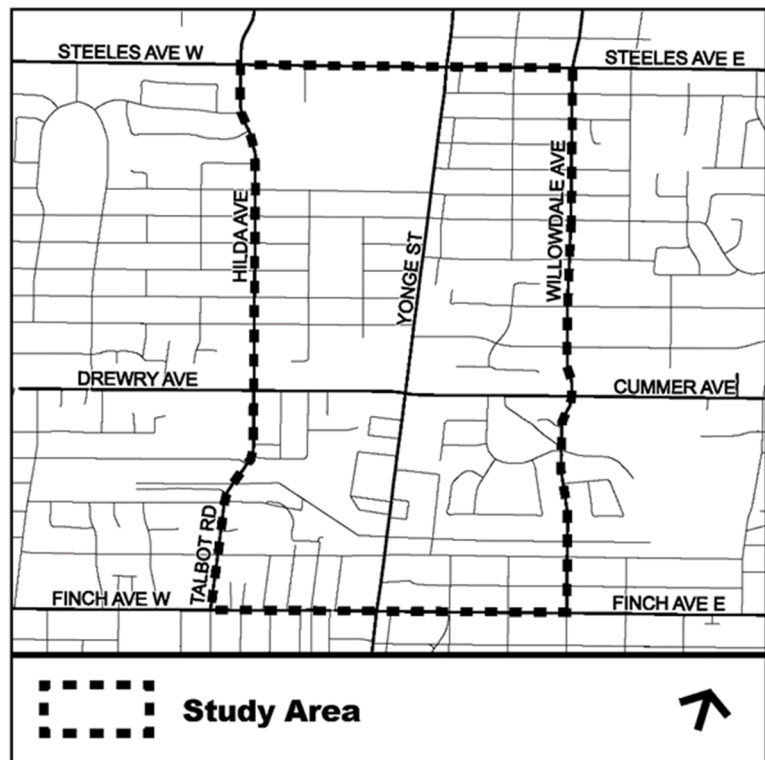 STEELES AVE W
STEELES AVE E
HILDA AVE
YONGE ST
WILLOWDALE AVE
DREWRY AVE
CUMMER AVE
TALBOT RD
FINCH AVE W
FINCH AVE E
Study Area